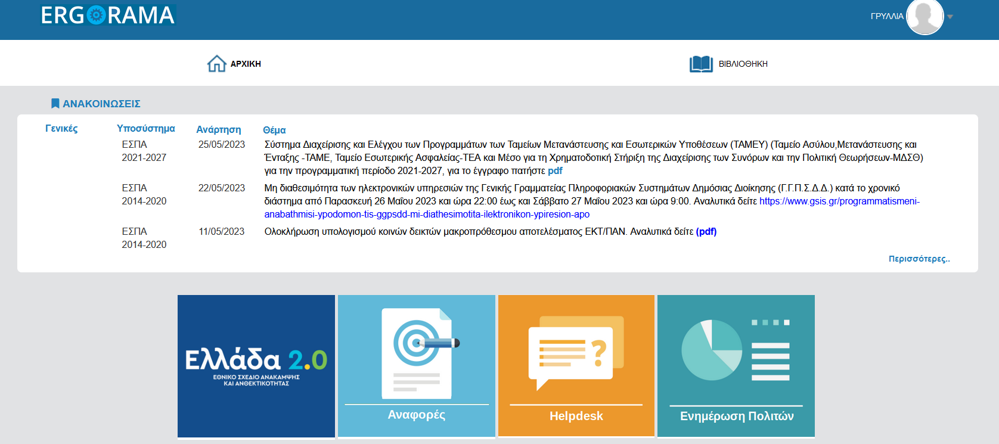 ERGORAMA
ΓΡΥΛΛΙΑ
ΑΡΧΙΚΗ
ΒΙΒΛΙΟΘΗΚΗ
ΑΝΑΚΟΙΝΩΣΕΙΣ
Γενικές Υποσύστημα Ανάρτηση Θέμα
ΕΣΠΑ 25/05/2023 Σύστημα Διαχείρισης και Ελέγχου των Προγραμμάτων των Ταμείων Μετανάστευσης και Εσωτερικών Υποθέσεων (ΤΑΜΕΥ) (Ταμείο Ασύλου,Μετανάστευσης και
2021-2027 Ένταξης -ΤΑΜΕ, Ταμείο Εσωτερικής Ασφαλείας-ΤΕΑ και Μέσο για τη Χρηματοδοτική Στήριξη της Διαχείρισης των Συνόρων και την Πολιτική Θεωρήσεων-ΜΔΣΘ)
για την προγραμματική περίοδο 2021-2027, για το έγγραφο πατήστε pdf
ΕΣΠΑ 22/05/2023 Μη διαθεσιμότητα των ηλεκτρονικών υπηρεσιών της Γενικής Γραμματείας Πληροφοριακών Συστημάτων Δημόσιας Διοίκησης (Γ.Γ.Π.Σ.Δ.Δ.) κατά το χρονικό
2014-2020 διάστημα από Παρασκευή 26 Μαΐου 2023 και ώρα 22:00 έως και Σάββατο 27 Μαΐου 2023 και ώρα 9:00. Αναλυτικά δείτε https://www.gsis.gr/programmatismeni-
anabathmisi-ypodomon-tis-ggpsdd-mi-diathesimotita-ilektronikon-ypiresion-apo
ΕΣΠΑ 11/05/2023 Ολοκλήρωση υπολογισμού κοινών δεικτών μακροπρόθεσμου αποτελέσματος ΕΚΤ/ΠΑΝ. Αναλυτικά δείτε (pdf)
2014-2020
Περισσότερες..
Ελλάδα 2.0
ΕΘΝΙΚΟ ΣΧΕΔΙΟ ΑΝΑΚΑΜΨΗΣ
ΚΑΙ ΑΝΘΕΚΤΙΚΟΤΗΤΑΣ
Αναφορές
?
Helpdesk
Ενημέρωση Πολιτών